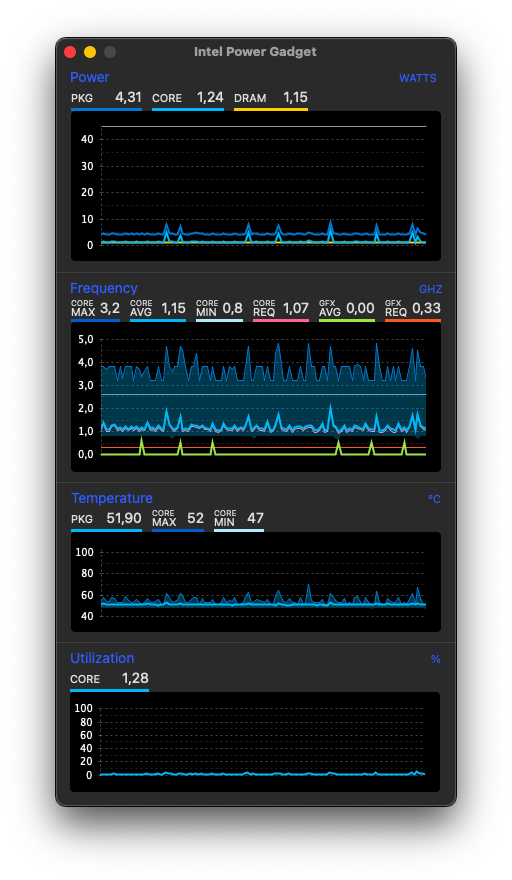 Intel Power Gadget
Power WATTS
PKG 4,31 CORE 1,24 DRAM 1,15
40
30
20
10
0
Frequency GHZ
CORE MAX 3,2 CORE AVG 1,15 CORE MIN 0,8 CORE REQ 1,07 GFX AVG 0,00 GFX REQ 0,33
5,0
4,0
3,0
2,0
1,0
0,0
Temperature °C
PKG 51,90 CORE MAX 52 CORE MIN 47
100
80
60
40
Utilization %
CORE 1,28
100
80
60
40
20
0